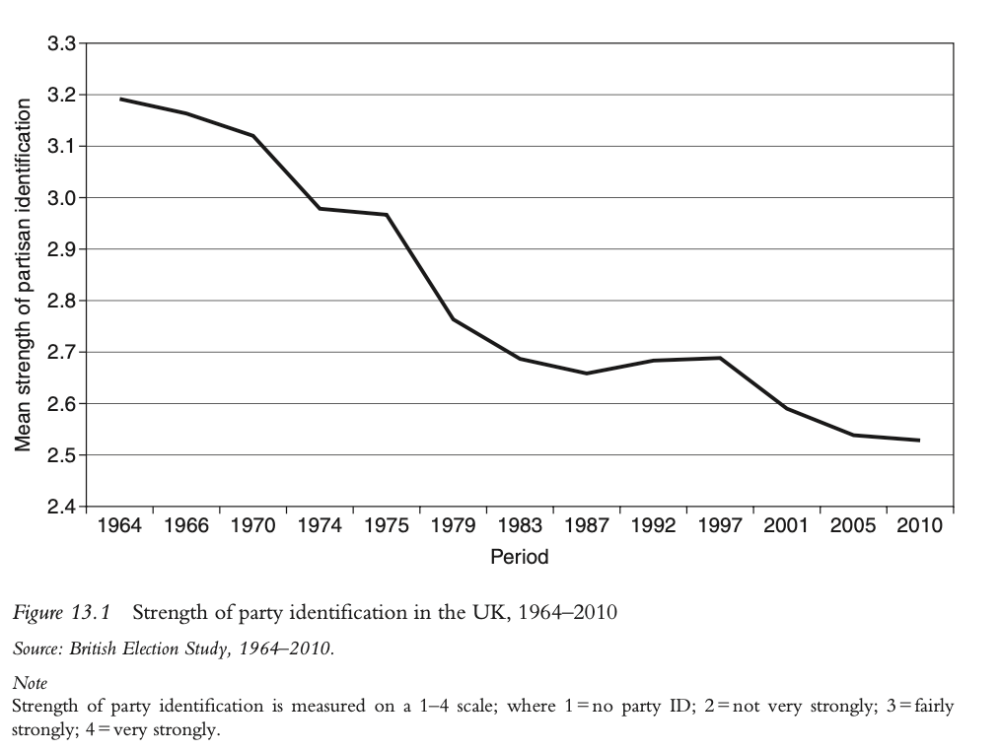 3.3
3.2
3.1
3.0
2.9
2.8
2.7
2.6
2.5
2.4
Mean strength of partisan identification
1964 1966 1970 1974 1975 1979 1983 1987 1992 1997 2001 2005 2010
Period
Figure 13.1 Strength of party identification in the UK, 1964–2010
Source: British Election Study, 1964–2010.
Note
Strength of party identification is measured on a 1–4 scale; where 1=no party ID; 2=not very strongly; 3=fairly
strongly; 4=very strongly.